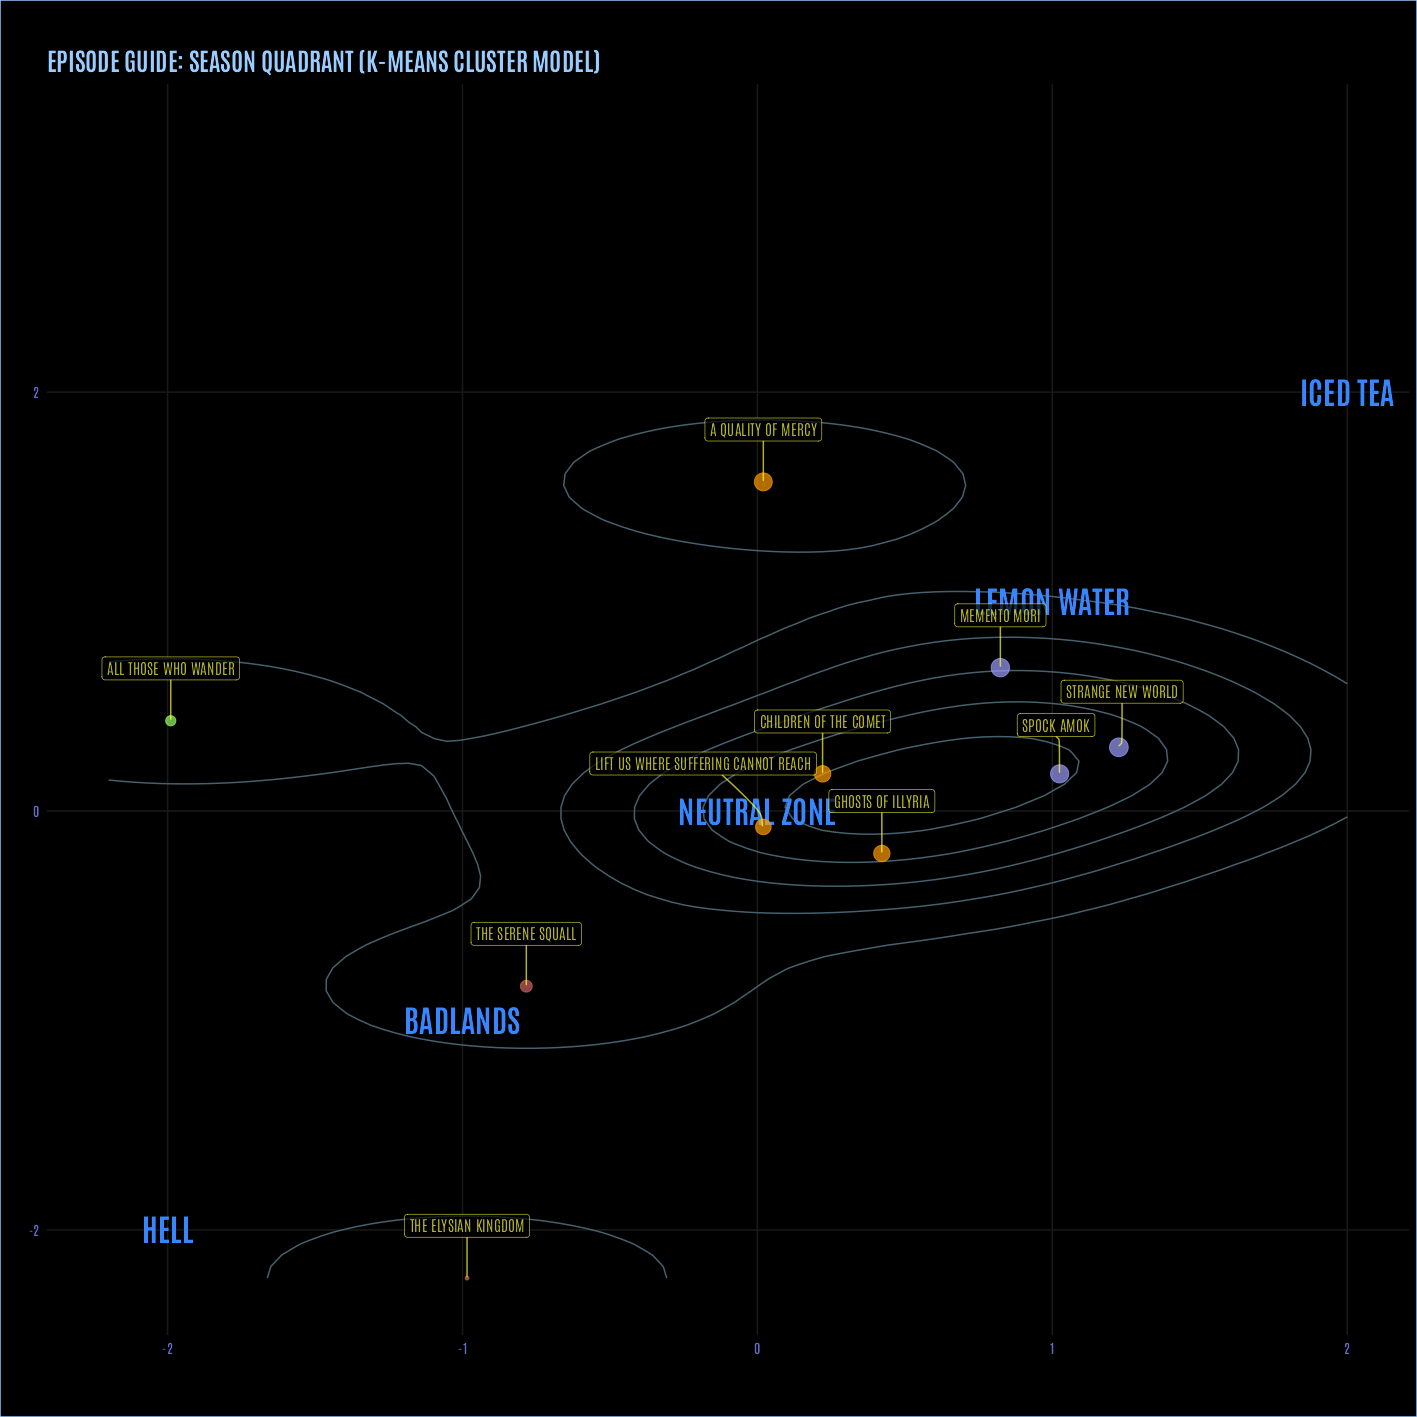 EPISODE GUIDE: SEASON QUADRANT (K-MEANS CLUSTER MODEL)
2
ICED TEA
A QUALITY OF MERCY
LEMON WATER
MEMENTO MORI
ALL THOSE WHO WANDER
STRANGE NEW WORLD
CHILDREN OF THE COMET
SPOCK AMOK
LIFT US WHERE SUFFERING CANNOT REACH
GHOSTS OF ILLYRIA
0
NEUTRAL ZONE
THE SERENE SQUALL
BADLANDS
THE ELYSIAN KINGDOM
-2
HELL
-2
-1
0
1
2